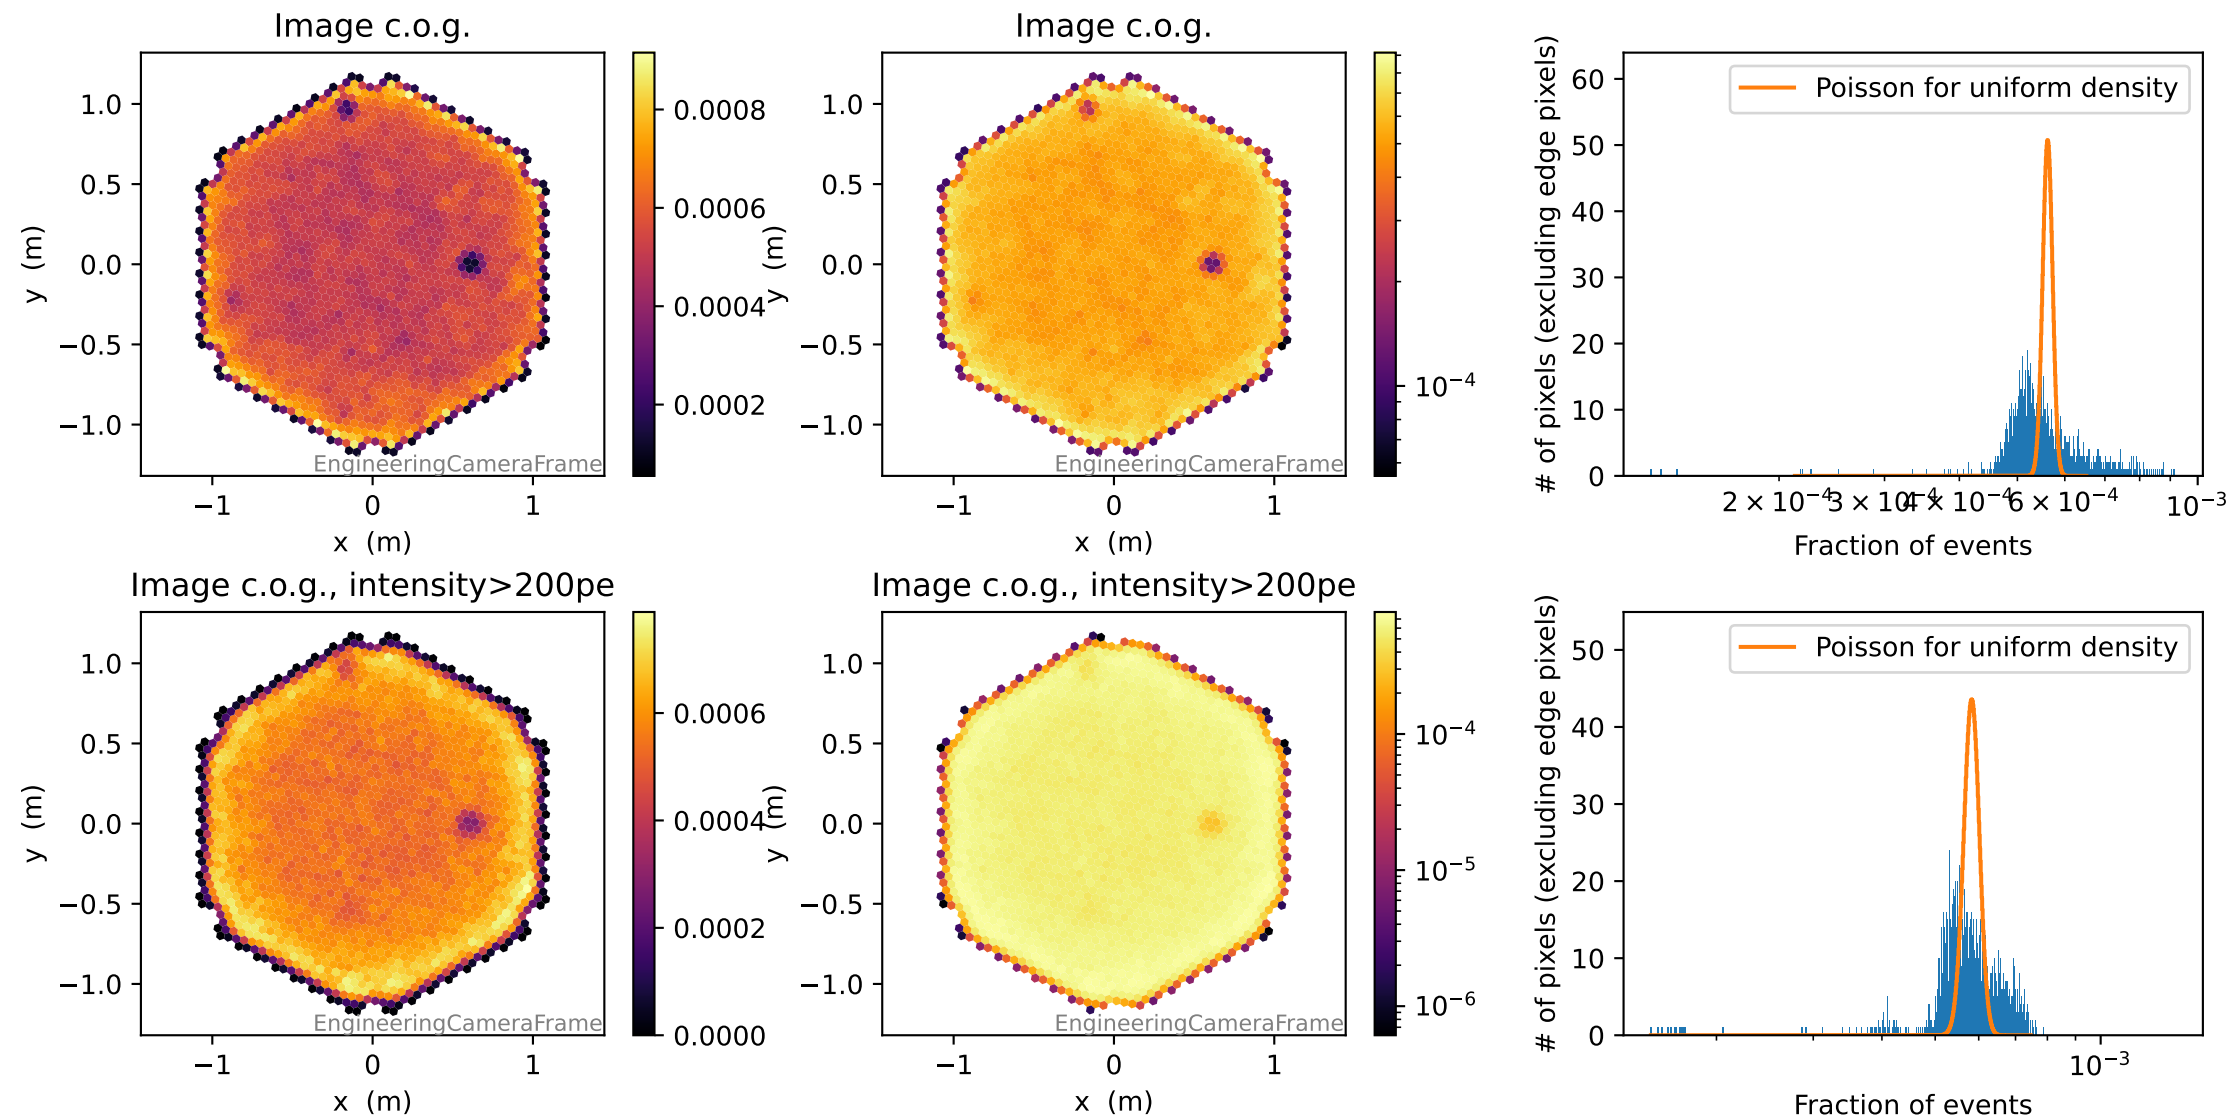 Image c.o.g.
1.0
0.5
0.0
−0.5
−1.0
y (m)
−1
0
1
x (m)
EngineeringCameraFrame
0.0008
0.0006
0.0004
0.0002
Image c.o.g.
1.0
0.5
0.0
−0.5
−1.0
y (m)
−1
0
1
x (m)
EngineeringCameraFrame
10⁻⁴
60
50
40
30
20
10
0
# of pixels (excluding edge pixels)
Poisson for uniform density
2 × 10⁻⁴
3 × 10⁻⁴
4 × 10⁻⁴
6 × 10⁻⁴
10⁻³
Fraction of events
Image c.o.g., intensity>200pe
1.0
0.5
0.0
−0.5
−1.0
y (m)
−1
0
1
x (m)
EngineeringCameraFrame
0.0006
0.0004
0.0002
0.0000
Image c.o.g., intensity>200pe
1.0
0.5
0.0
−0.5
−1.0
y (m)
−1
0
1
x (m)
EngineeringCameraFrame
10⁻⁴
10⁻⁵
10⁻⁶
50
40
30
20
10
0
# of pixels (excluding edge pixels)
Poisson for uniform density
10⁻³
Fraction of events